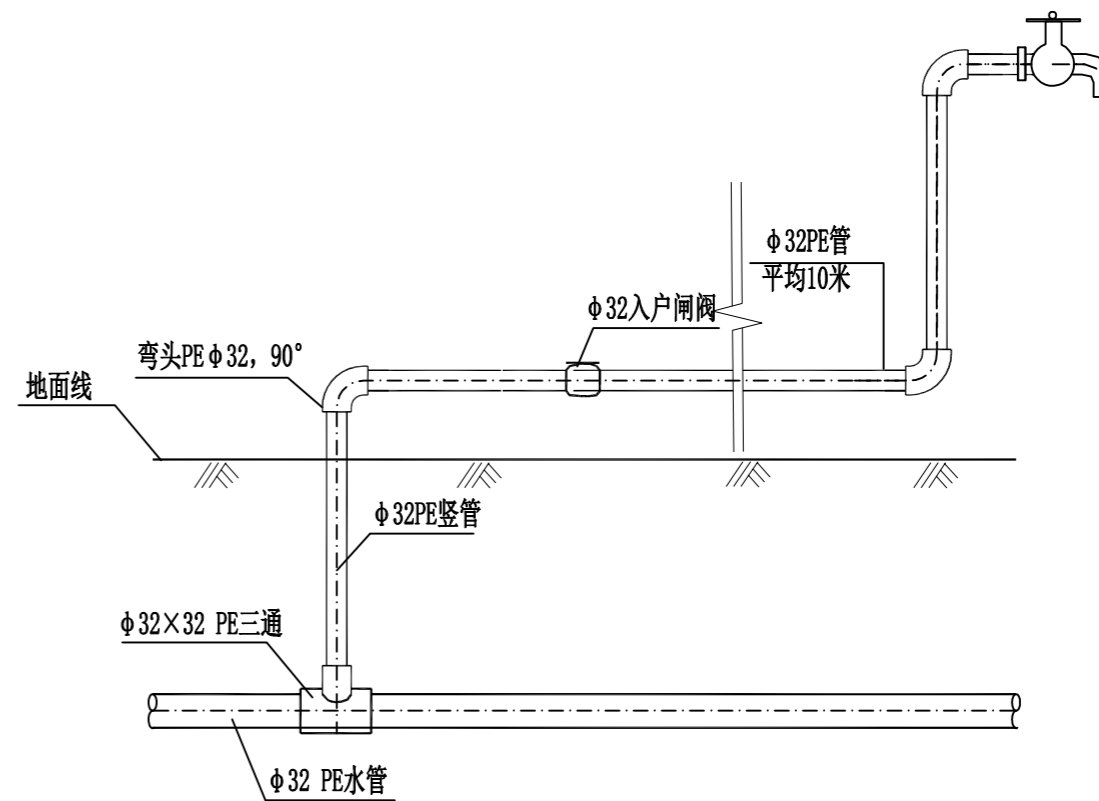 φ32PE管
平均10米
φ32入户闸阀
弯头PEφ32，90°
地面线
φ32PE竖管
φ32×32 PE三通
φ32 PE水管